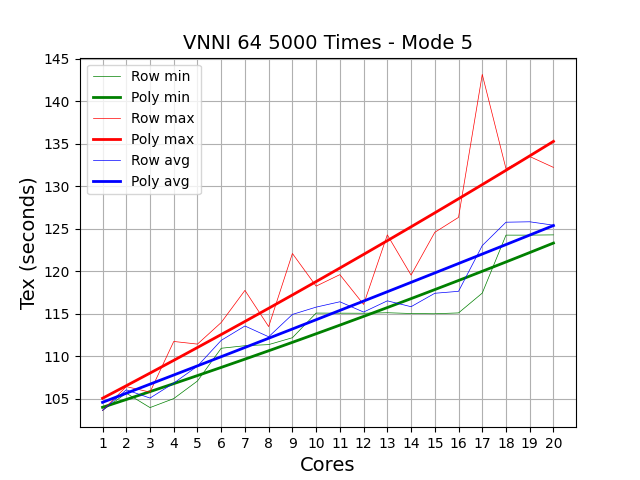 VNNI 64 5000 Times - Mode 5
145
140
135
130
125
120
115
110
105
Tex (seconds)
Row min
Poly min
Row max
Poly max
Row avg
Poly avg
1 2 3 4 5 6 7 8 9 10 11 12 13 14 15 16 17 18 19 20
Cores